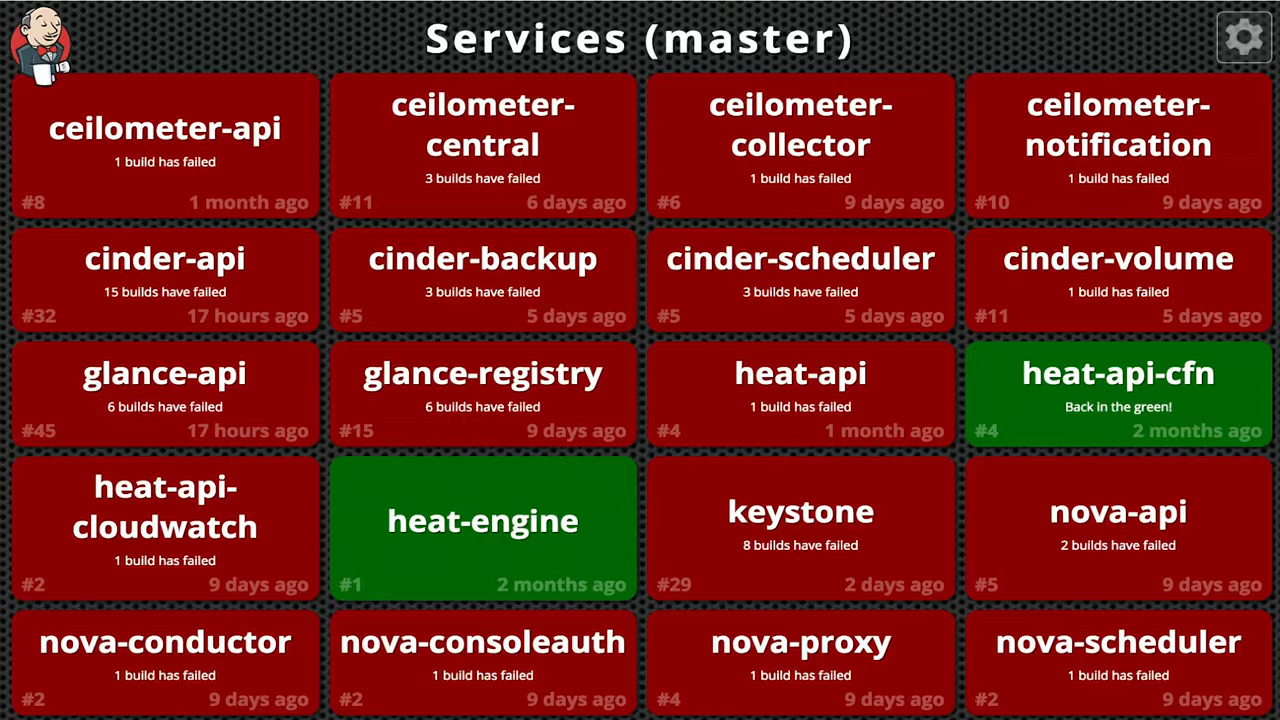 Services (master)
ceilometer-api
1 build has failed
#8 1 month ago
ceilometer-
central
3 builds have failed
#11 6 days ago
ceilometer-
collector
1 build has failed
#6 9 days ago
ceilometer-
notification
1 build has failed
#10 9 days ago
cinder-api
15 builds have failed
#32 17 hours ago
cinder-backup
3 builds have failed
#5 5 days ago
cinder-scheduler
3 builds have failed
#5 5 days ago
cinder-volume
1 build has failed
#11 5 days ago
glance-api
6 builds have failed
#45 17 hours ago
glance-registry
6 builds have failed
#15 9 days ago
heat-api
1 build has failed
#4 1 month ago
heat-api-cfn
Back in the green!
#4 2 months ago
heat-api-
cloudwatch
1 build has failed
#2 9 days ago
heat-engine
#1 2 months ago
keystone
8 builds have failed
#29 2 days ago
nova-api
2 builds have failed
#5 9 days ago
nova-conductor
1 build has failed
#2 9 days ago
nova-consoleauth
1 build has failed
#2 9 days ago
nova-proxy
1 build has failed
#4 9 days ago
nova-scheduler
1 build has failed
#2 9 days ago